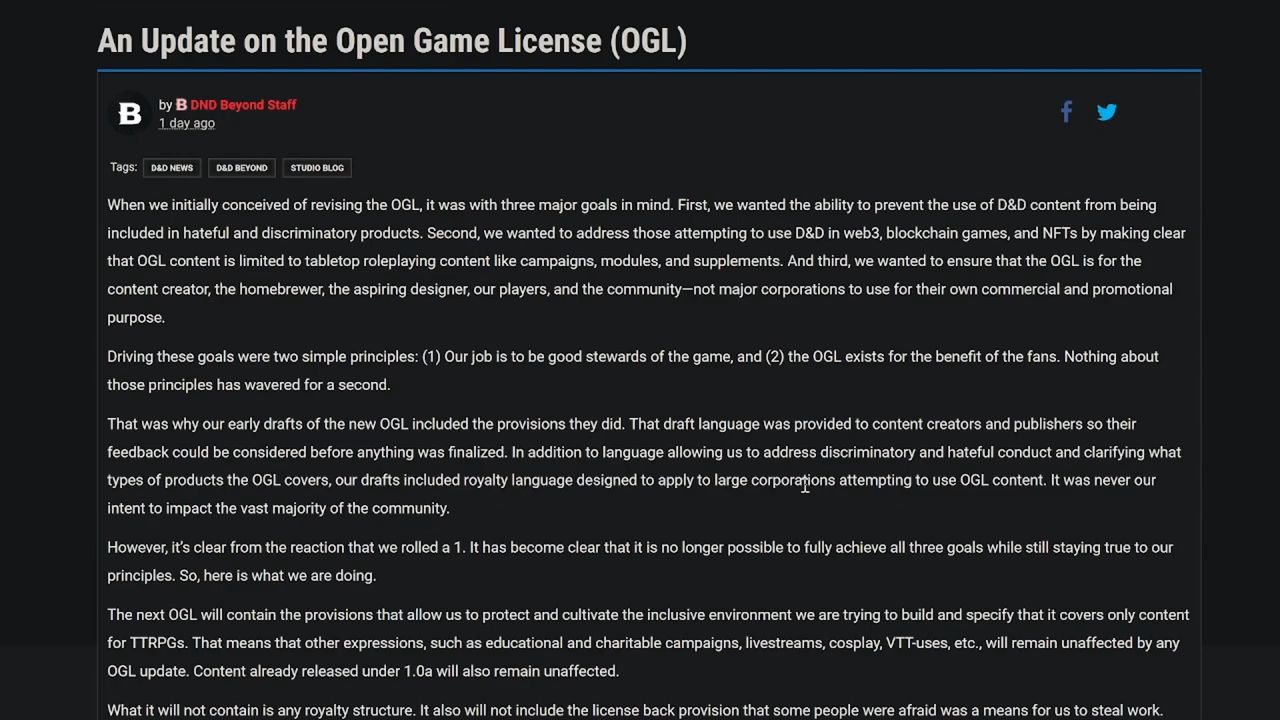 An Update on the Open Game License (OGL)
B
by B DND Beyond Staff
1 day ago
Tags: D&D NEWS D&D BEYOND STUDIO BLOG
When we initially conceived of revising the OGL, it was with three major goals in mind. First, we wanted the ability to prevent the use of D&D content from being
included in hateful and discriminatory products. Second, we wanted to address those attempting to use D&D in web3, blockchain games, and NFTs by making clear
that OGL content is limited to tabletop roleplaying content like campaigns, modules, and supplements. And third, we wanted to ensure that the OGL is for the
content creator, the homebrewer, the aspiring designer, our players, and the community—not major corporations to use for their own commercial and promotional
purpose.
Driving these goals were two simple principles: (1) Our job is to be good stewards of the game, and (2) the OGL exists for the benefit of the fans. Nothing about
those principles has wavered for a second.
That was why our early drafts of the new OGL included the provisions they did. That draft language was provided to content creators and publishers so their
feedback could be considered before anything was finalized. In addition to language allowing us to address discriminatory and hateful conduct and clarifying what
types of products the OGL covers, our drafts included royalty language designed to apply to large corporations attempting to use OGL content. It was never our
intent to impact the vast majority of the community.
However, it's clear from the reaction that we rolled a 1. It has become clear that it is no longer possible to fully achieve all three goals while still staying true to our
principles. So, here is what we are doing.
The next OGL will contain the provisions that allow us to protect and cultivate the inclusive environment we are trying to build and specify that it covers only content
for TTRPGs. That means that other expressions, such as educational and charitable campaigns, livestreams, cosplay, VTT-uses, etc., will remain unaffected by any
OGL update. Content already released under 1.0a will also remain unaffected.
What it will not contain is any royalty structure. It also will not include the license back provision that some people were afraid was a means for us to steal work.